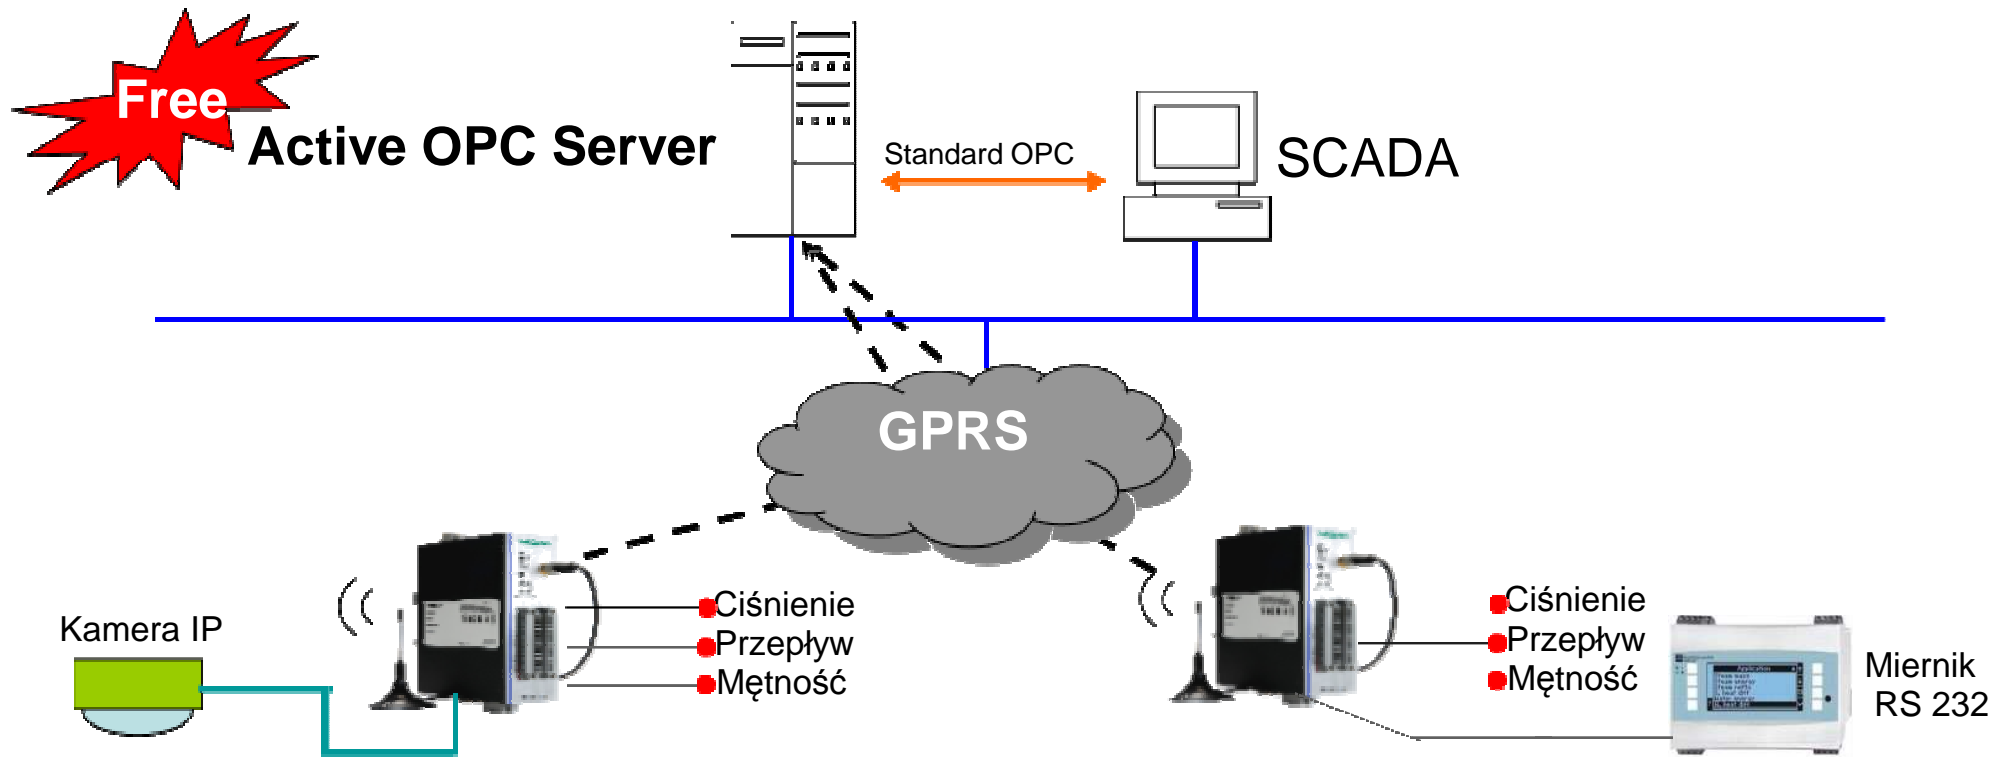 Free
Active OPC Server
Standard OPC
SCADA
GPRS
Kamera IP
Ciśnienie
Przepływ
Mętność
Ciśnienie
Przepływ
Mętność
Miernik
RS 232
Application